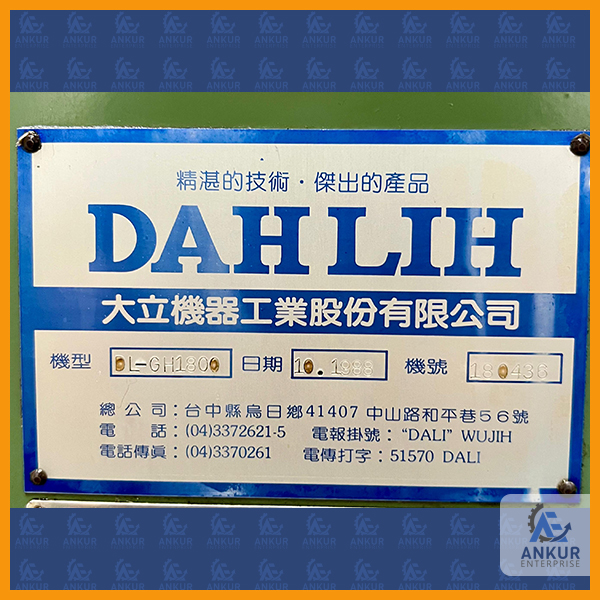 精湛的技術・傑出的產品
DAH LIH
大立機器工業股份有限公司
機型 DL-GH1800 日期 10.1988 機號 180436
總公司：台中縣烏日鄉41407 中山路和平巷56號
電話：(04)3372621-5 電報掛號："DALI" WUJIH
電話傳眞：(04)3370261 電傳打字：51570 DALI
ANKUR
ENTERPRISE